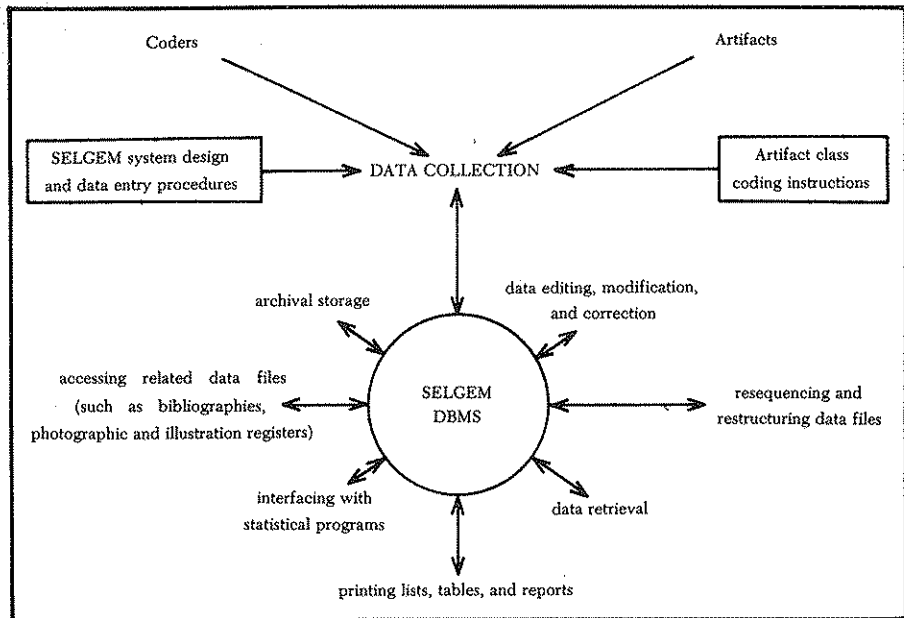 Coders
Artifacts
SELGEM system design
and data entry procedures
DATA COLLECTION
Artifact class
coding instructions
archival storage
data editing, modification,
and correction
accessing related data files
(such as bibliographies,
photographic and illustration registers)
SELGEM
DBMS
resequencing and
restructuring data files
interfacing with
statistical programs
data retrieval
printing lists, tables, and reports